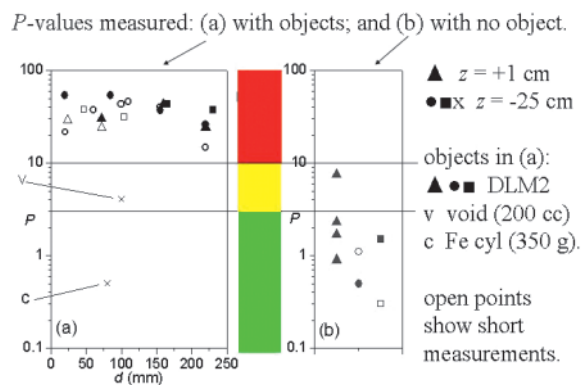 P-values measured: (a) with objects; and (b) with no object.
100
10
1
0.1
P
V
C
(a)
0
50
100
150
200
250
d (mm)
100
10
1
0.1
P
(b)
▲ z = +1 cm
●■x z = -25 cm
objects in (a):
▲●■ DLM2
v void (200 cc)
c Fe cyl (350 g).
open points
show short
measurements.